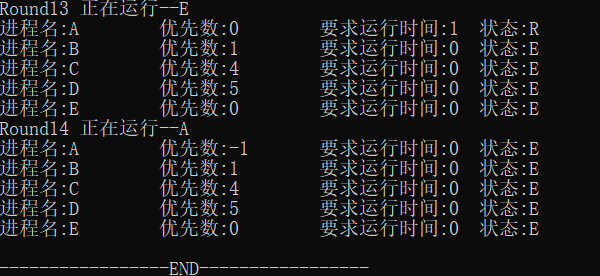 Round13 正在运行--E
进程名:A 优先数:0 要求运行时间:1 状态:R
进程名:B 优先数:1 要求运行时间:0 状态:E
进程名:C 优先数:4 要求运行时间:0 状态:E
进程名:D 优先数:5 要求运行时间:0 状态:E
进程名:E 优先数:0 要求运行时间:0 状态:E
Round14 正在运行--A
进程名:A 优先数:-1 要求运行时间:0 状态:E
进程名:B 优先数:1 要求运行时间:0 状态:E
进程名:C 优先数:4 要求运行时间:0 状态:E
进程名:D 优先数:5 要求运行时间:0 状态:E
进程名:E 优先数:0 要求运行时间:0 状态:E
-----------------END-----------------